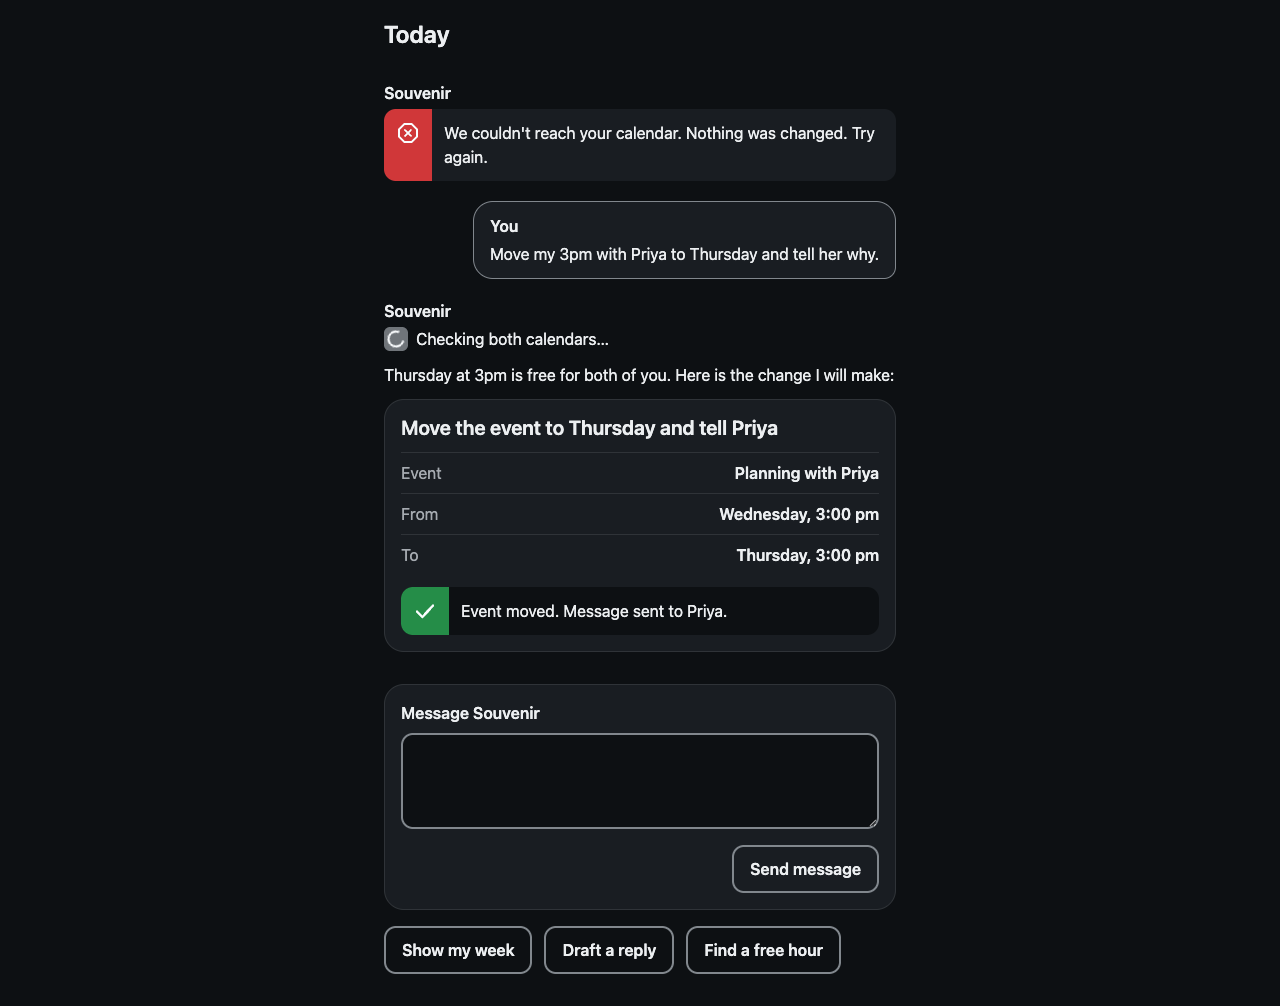 Today
Souvenir
We couldn't reach your calendar. Nothing was changed. Try
again.
You
Move my 3pm with Priya to Thursday and tell her why.
Souvenir
Checking both calendars...
Thursday at 3pm is free for both of you. Here is the change I will make:
Move the event to Thursday and tell Priya
Event Planning with Priya
From Wednesday, 3:00 pm
To Thursday, 3:00 pm
Event moved. Message sent to Priya.
Message Souvenir
Send message
Show my week Draft a reply Find a free hour